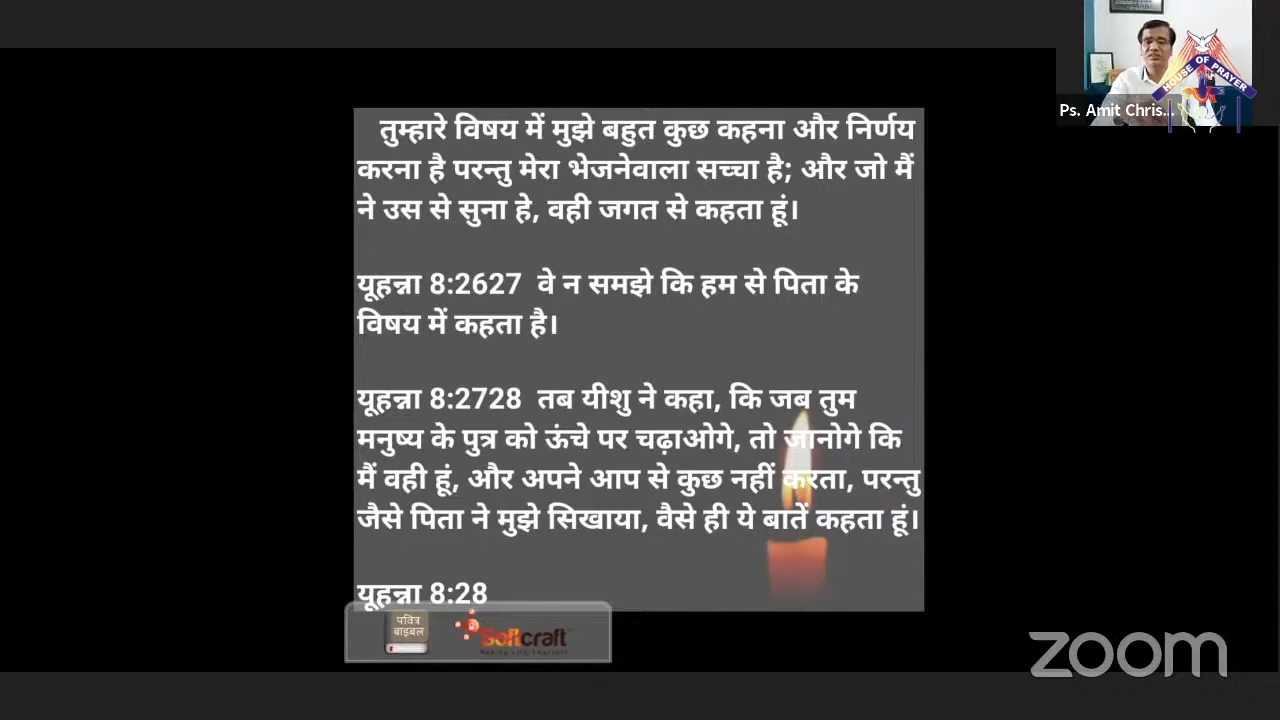 HOUSE OF PRAYER
Ps. Amit Chris...
तुम्हारे विषय में मुझे बहुत कुछ कहना और निर्णय
करना है परन्तु मेरा भेजनेवाला सच्चा है; और जो मैं
ने उस से सुना हे, वही जगत से कहता हूं।
यूहन्ना 8:2627 वे न समझे कि हम से पिता के
विषय में कहता है।
यूहन्ना 8:2728 तब यीशु ने कहा, कि जब तुम
मनुष्य के पुत्र को ऊंचे पर चढ़ाओगे, तो जानोगे कि
मैं वही हूं, और अपने आप से कुछ नहीं करता, परन्तु
जैसे पिता ने मुझे सिखाया, वैसे ही ये बातें कहता हूं।
यूहन्ना 8:28
पवित्र
बाइबल
Softcraft
zoom